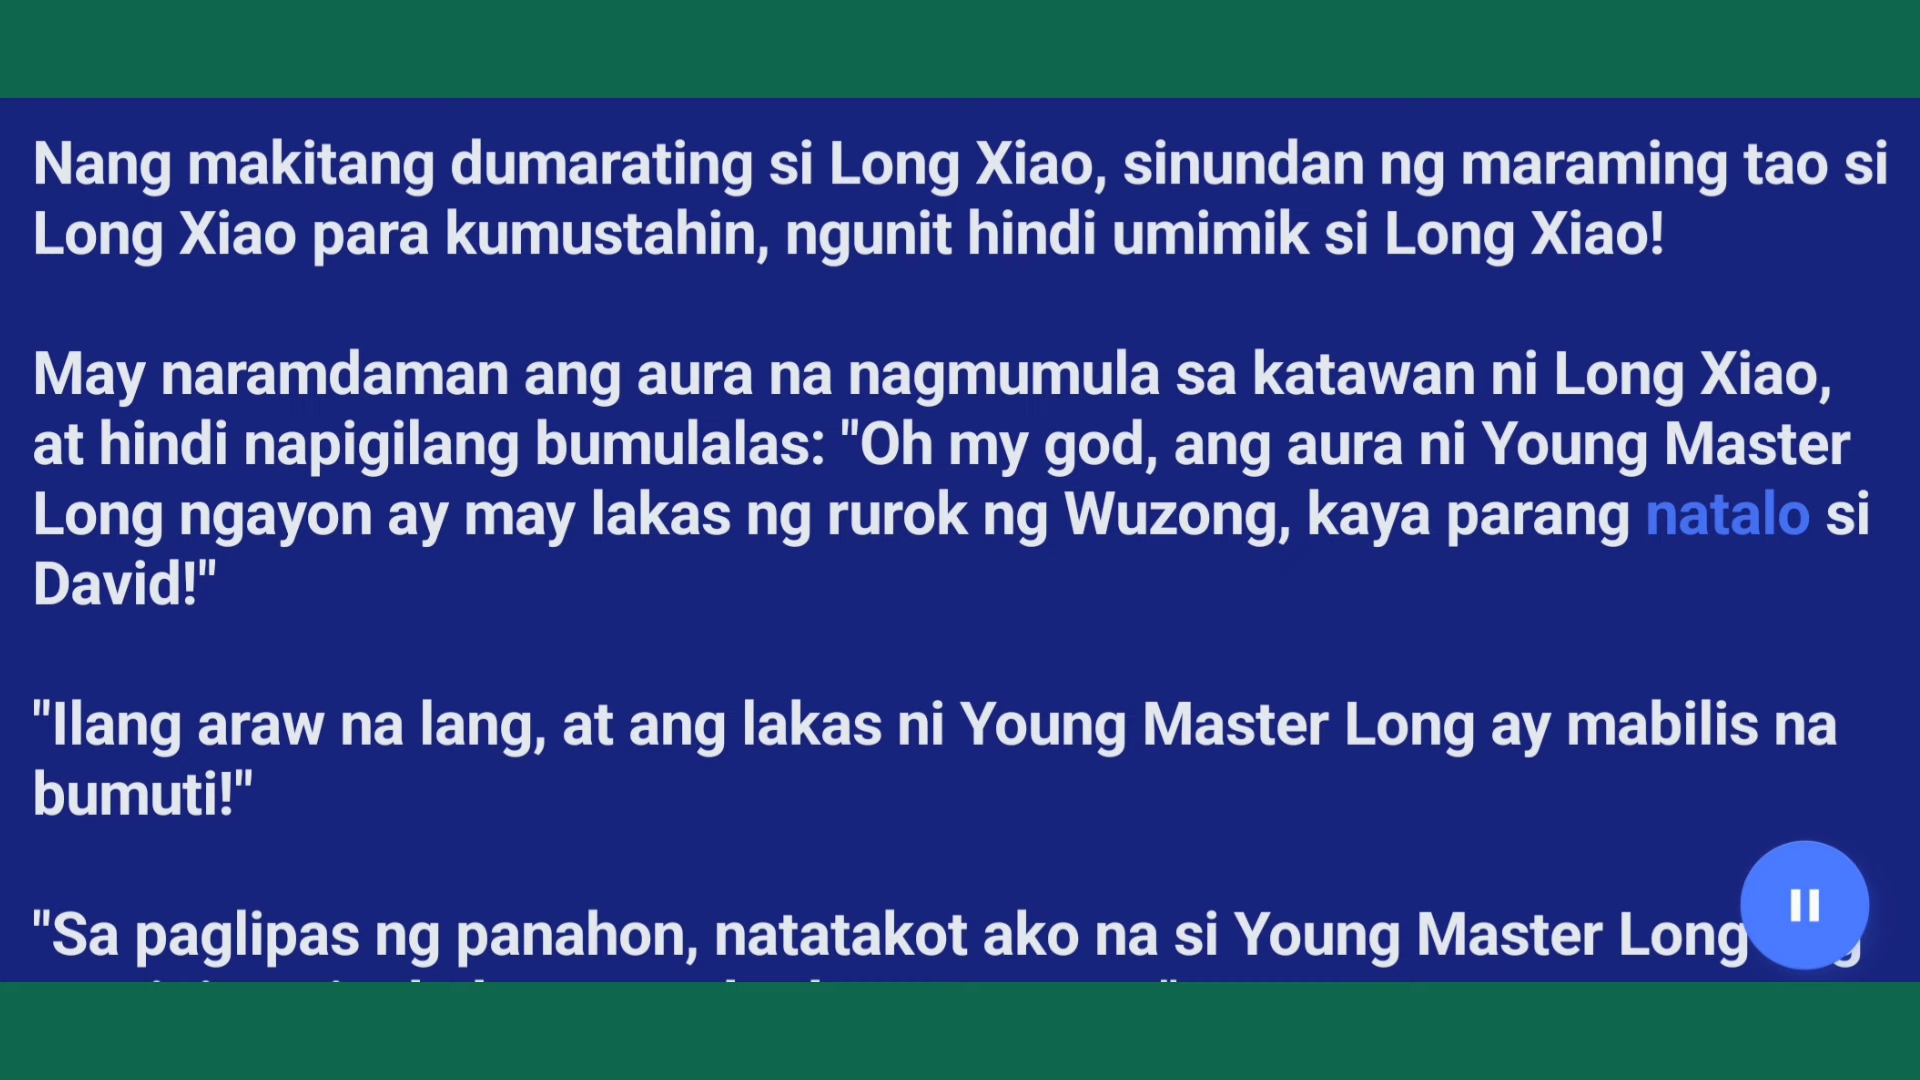 Nang makitang dumarating si Long Xiao, sinundan ng maraming tao si
Long Xiao para kumustahin, ngunit hindi umimik si Long Xiao!
May naramdaman ang aura na nagmumula sa katawan ni Long Xiao,
at hindi napigilang bumulalas: "Oh my god, ang aura ni Young Master
Long ngayon ay may lakas ng rurok ng Wuzong, kaya parang natalo si
David!"
"Ilang araw na lang, at ang lakas ni Young Master Long ay mabilis na
bumuti!"
"Sa paglipas ng panahon, natatakot ako na si Young Master Long